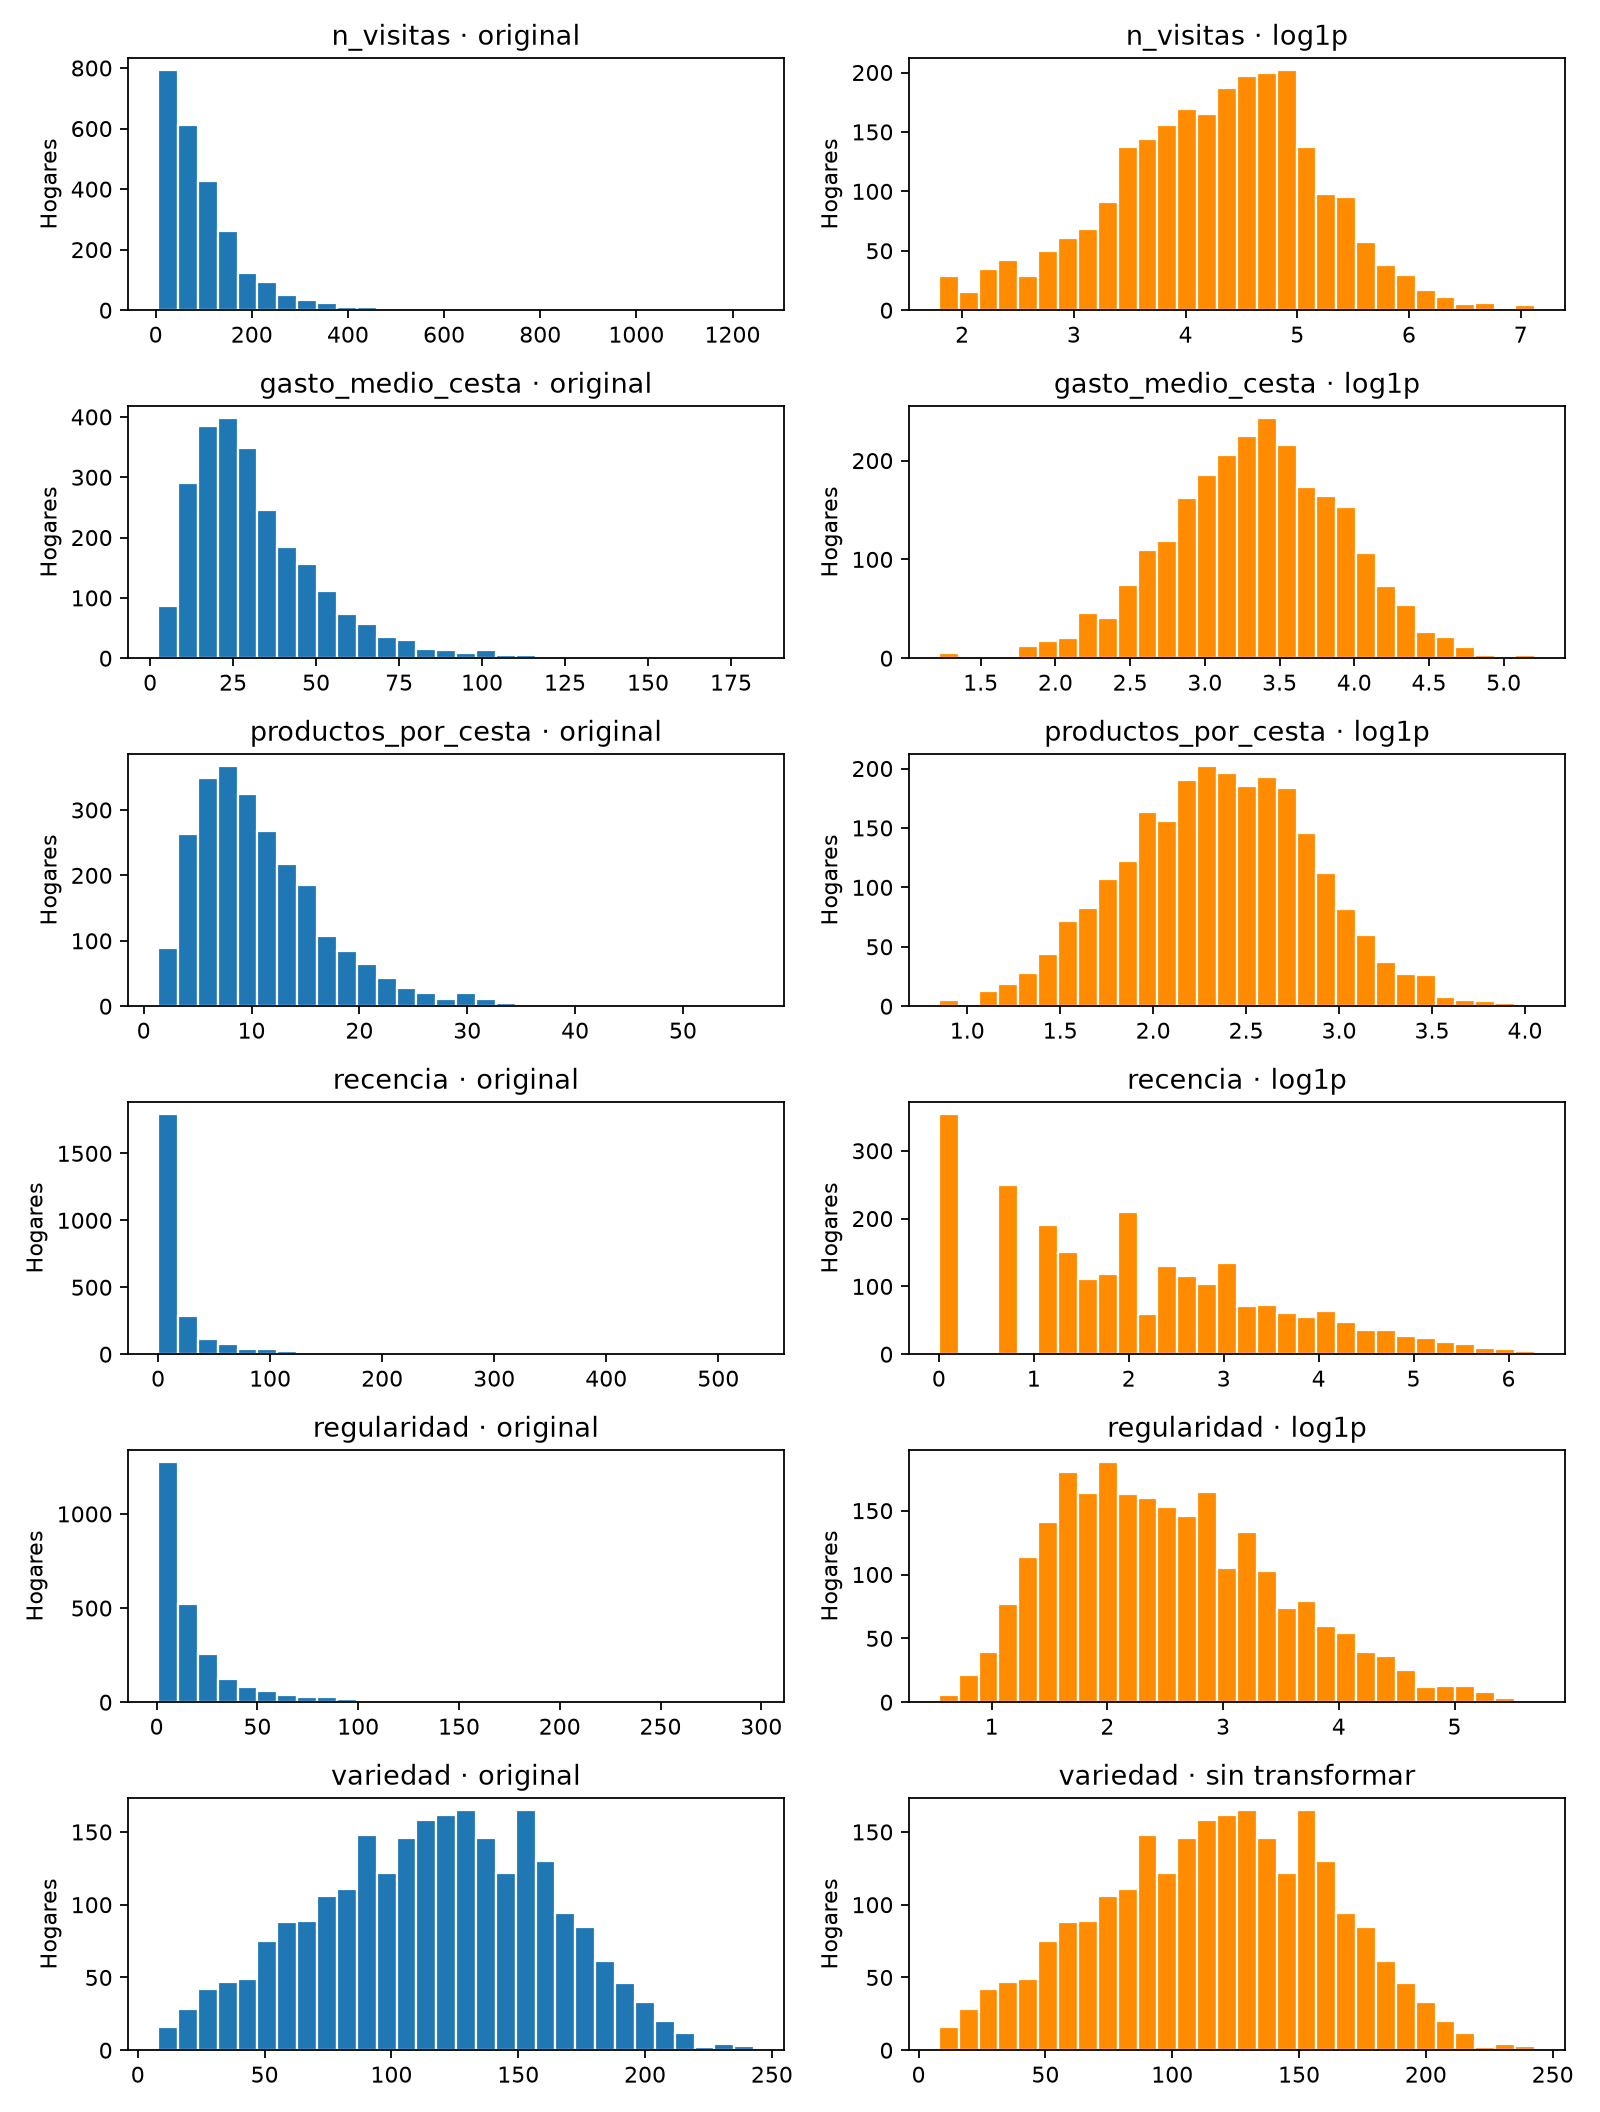 n_visitas · original
Hogares
800
600
400
200
0
0 200 400 600 800 1000 1200
n_visitas · log1p
Hogares
200
150
100
50
0
2 3 4 5 6 7
gasto_medio_cesta · original
Hogares
400
300
200
100
0
0 25 50 75 100 125 150 175
gasto_medio_cesta · log1p
Hogares
200
100
0
1.5 2.0 2.5 3.0 3.5 4.0 4.5 5.0
productos_por_cesta · original
Hogares
300
200
100
0
0 10 20 30 40 50
productos_por_cesta · log1p
Hogares
200
150
100
50
0
1.0 1.5 2.0 2.5 3.0 3.5 4.0
recencia · original
Hogares
1500
1000
500
0
0 100 200 300 400 500
recencia · log1p
Hogares
300
200
100
0
0 1 2 3 4 5 6
regularidad · original
Hogares
1000
500
0
0 50 100 150 200 250 300
regularidad · log1p
Hogares
150
100
50
0
1 2 3 4 5
variedad · original
Hogares
150
100
50
0
0 50 100 150 200 250
variedad · sin transformar
Hogares
150
100
50
0
0 50 100 150 200 250